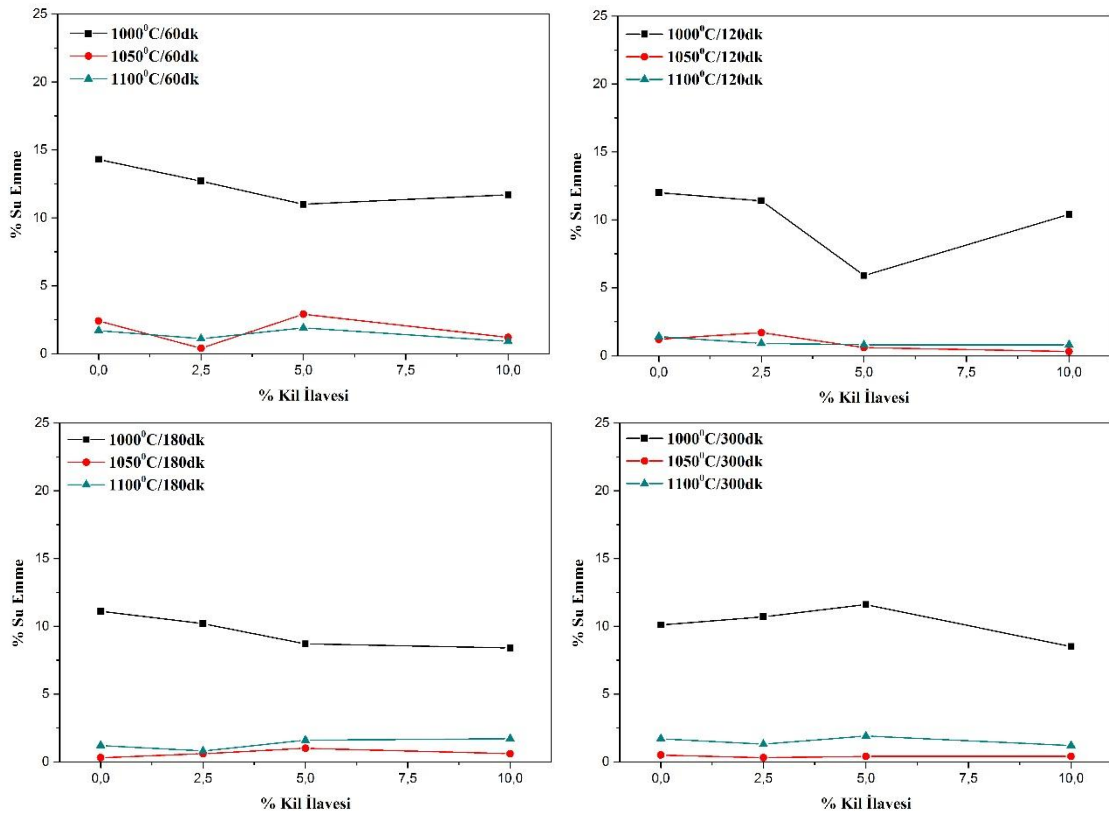 25
20
15
10
5
0
% Su Emme
1000⁰C/60dk
1050⁰C/60dk
1100⁰C/60dk
0,0 2,5 5,0 7,5 10,0
% Kil İlavesi
25
20
15
10
5
0
% Su Emme
1000⁰C/120dk
1050⁰C/120dk
1100⁰C/120dk
0,0 2,5 5,0 7,5 10,0
% Kil İlavesi
25
20
15
10
5
0
% Su Emme
1000⁰C/180dk
1050⁰C/180dk
1100⁰C/180dk
0,0 2,5 5,0 7,5 10,0
% Kil İlavesi
25
20
15
10
5
0
% Su Emme
1000⁰C/300dk
1050⁰C/300dk
1100⁰C/300dk
0,0 2,5 5,0 7,5 10,0
% Kil İlavesi